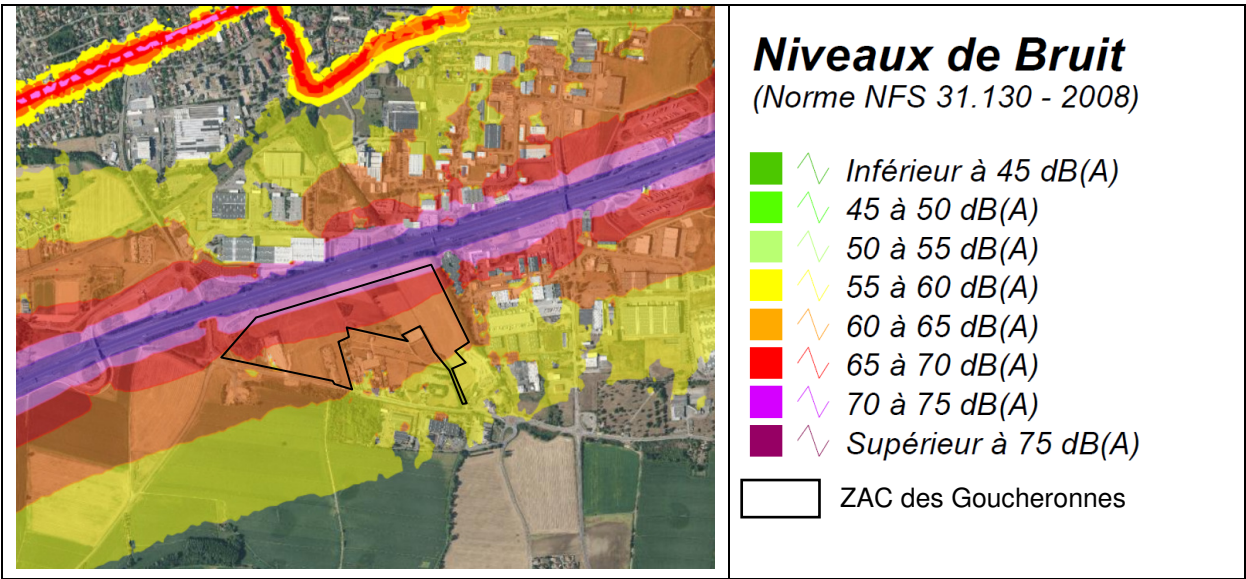 Niveaux de Bruit
(Norme NFS 31.130 - 2008)
Inférieur à 45 dB(A)
45 à 50 dB(A)
50 à 55 dB(A)
55 à 60 dB(A)
60 à 65 dB(A)
65 à 70 dB(A)
70 à 75 dB(A)
Supérieur à 75 dB(A)
ZAC des Goucheronnes